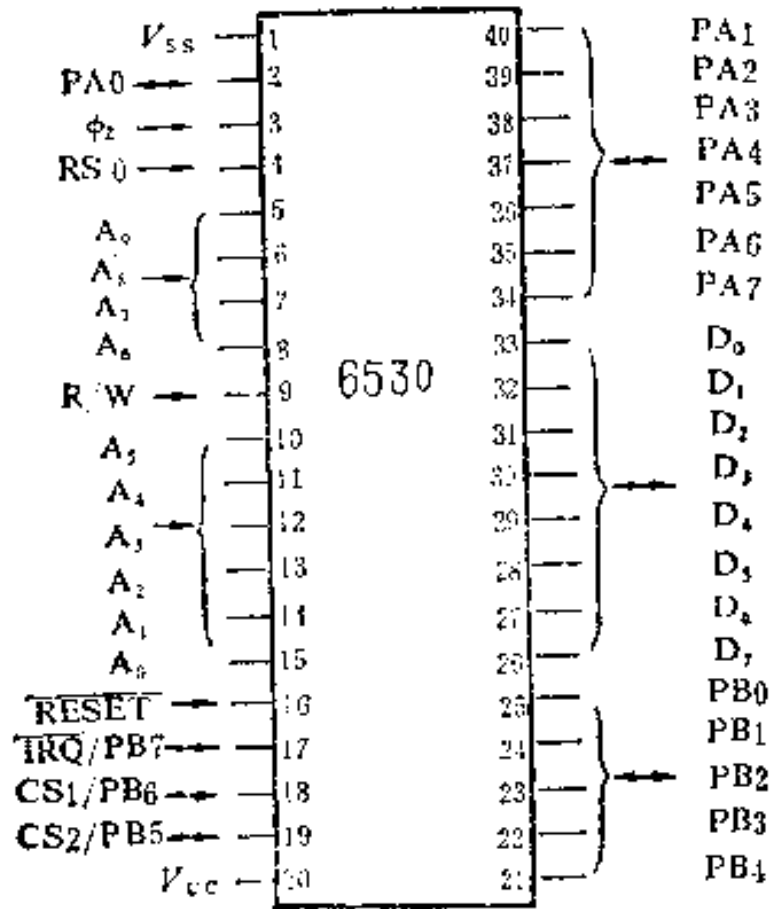 V_SS 1 40 PA1
PA0 2 39 PA2
φ₂ 3 38 PA3
RS0 4 37 PA4
A₉ 5 36 PA5
A₈ 6 35 PA6
A₇ 7 34 PA7
A₆ 8 33 D₀
R/W 9 6530 32 D₁
A₅ 10 31 D₂
A₄ 11 30 D₃
A₃ 12 29 D₄
A₂ 13 28 D₅
A₁ 14 27 D₆
A₀ 15 26 D₇
RESET 16 25 PB0
IRQ/PB7 17 24 PB1
CS1/PB6 18 23 PB2
CS2/PB5 19 22 PB3
V_CC 20 21 PB4